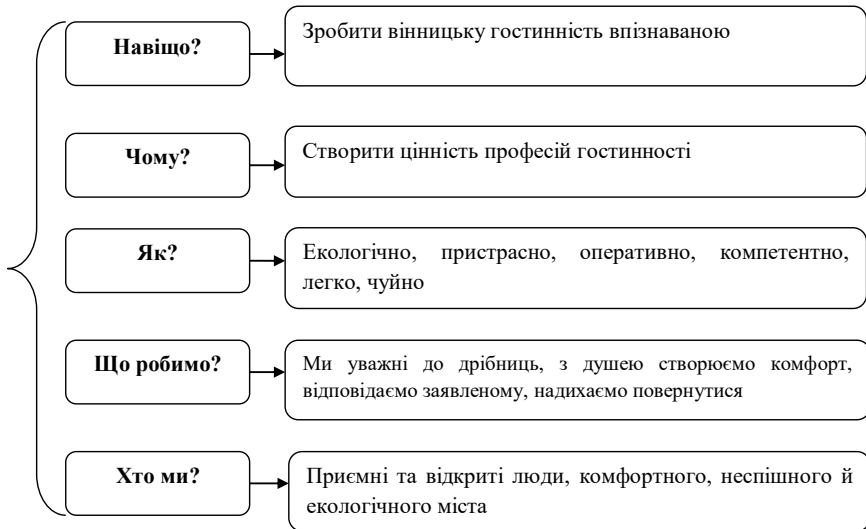 Навіщо?
Зробити вінницьку гостинність впізнаваною
Чому?
Створити цінність професій гостинності
Як?
Екологічно, пристрасно, оперативно, компетентно,
легко, чуйно
Що робимо?
Ми уважні до дрібниць, з душею створюємо комфорт,
відповідаємо заявленому, надихаємо повернутися
Хто ми?
Приємні та відкриті люди, комфортного, неспішного й
екологічного міста